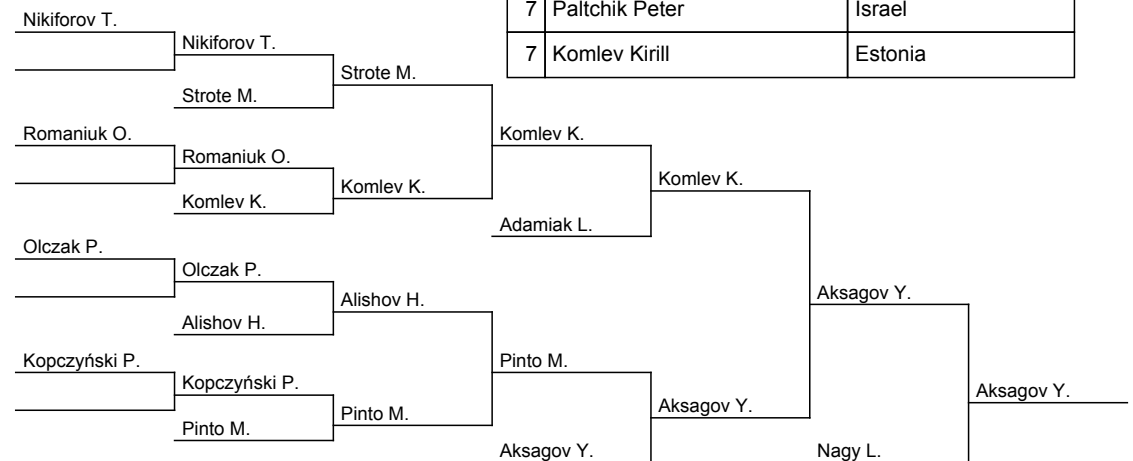 7 Paltchik Peter Israel
7 Komlev Kirill Estonia
Nikiforov T.
Nikiforov T.
Strote M.
Strote M.
Romaniuk O.
Komlev K.
Romaniuk O.
Komlev K.
Komlev K.
Komlev K.
Adamiak L.
Olczak P.
Olczak P.
Aksagov Y.
Alishov H.
Alishov H.
Kopczyński P.
Pinto M.
Kopczyński P.
Aksagov Y.
Aksagov Y.
Pinto M.
Pinto M.
Aksagov Y.
Nagy L.